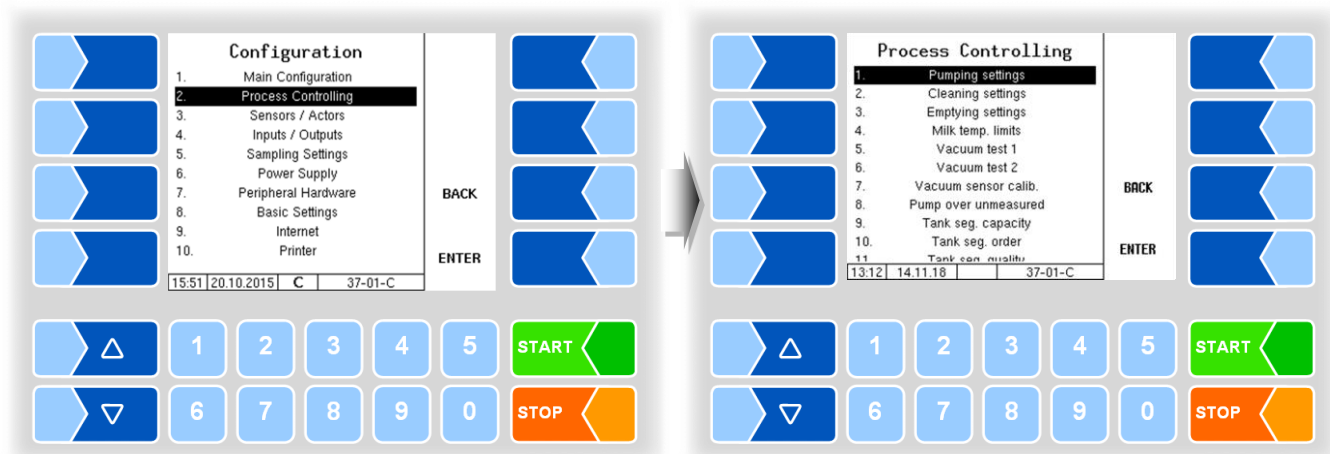 Configuration
1. Main Configuration
2. Process Controlling
3. Sensors / Actors
4. Inputs / Outputs
5. Sampling Settings
6. Power Supply
7. Peripheral Hardware
8. Basic Settings
9. Internet
10. Printer
BACK
ENTER
15:51 20.10.2015 C 37-01-C
1 2 3 4 5 START
6 7 8 9 0 STOP
Process Controlling
1. Pumping settings
2. Cleaning settings
3. Emptying settings
4. Milk temp. limits
5. Vacuum test 1
6. Vacuum test 2
7. Vacuum sensor calib.
8. Pump over unmeasured
9. Tank seg. capacity
10. Tank seg. order
11 Tank seg. quality
BACK
ENTER
13:12 14.11.18 37-01-C
1 2 3 4 5 START
6 7 8 9 0 STOP